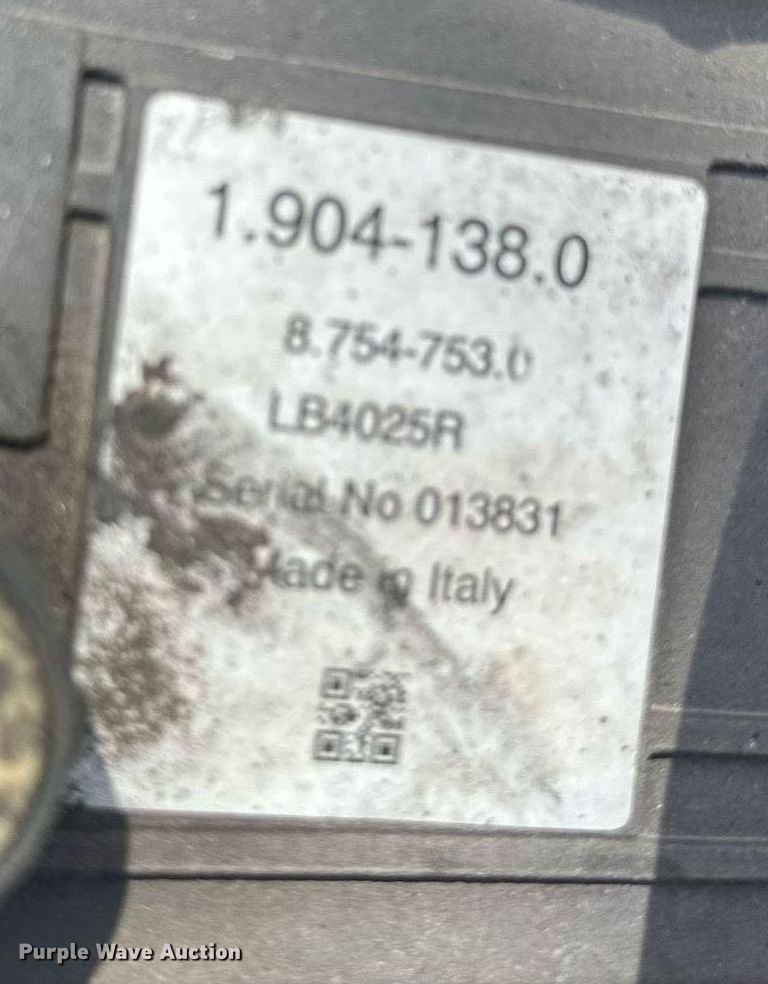 1.904-138.0
8.754-753.0
LB4025R
Serial No 013831
Made in Italy
Purple Wave Auction